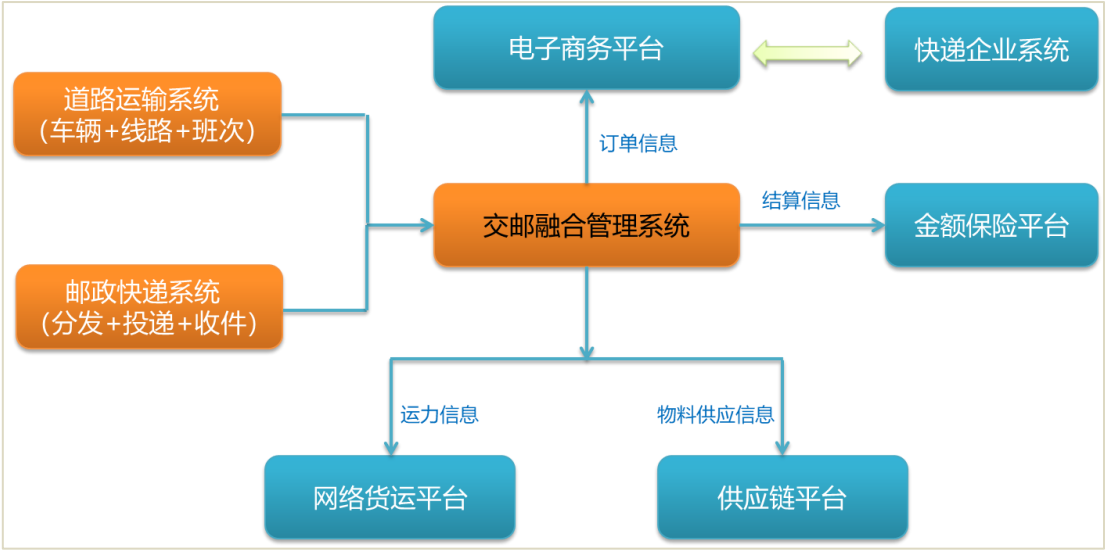 电子商务平台
快递企业系统
道路运输系统
（车辆+线路+班次）
订单信息
交邮融合管理系统
结算信息
金额保险平台
邮政快递系统
（分发+投递+收件）
运力信息
物料供应信息
网络货运平台
供应链平台